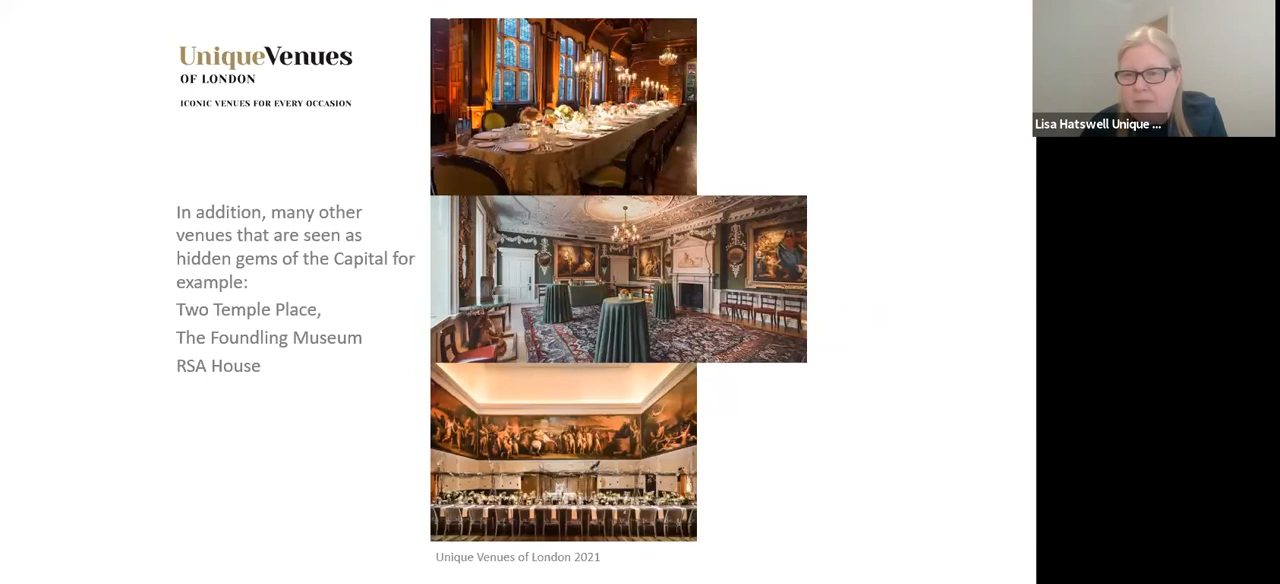 UniqueVenues
OF LONDON
ICONIC VENUES FOR EVERY OCCASION
In addition, many other
venues that are seen as
hidden gems of the Capital for
example:
Two Temple Place,
The Foundling Museum
RSA House
Unique Venues of London 2021
Lisa Hatswell Unique ...